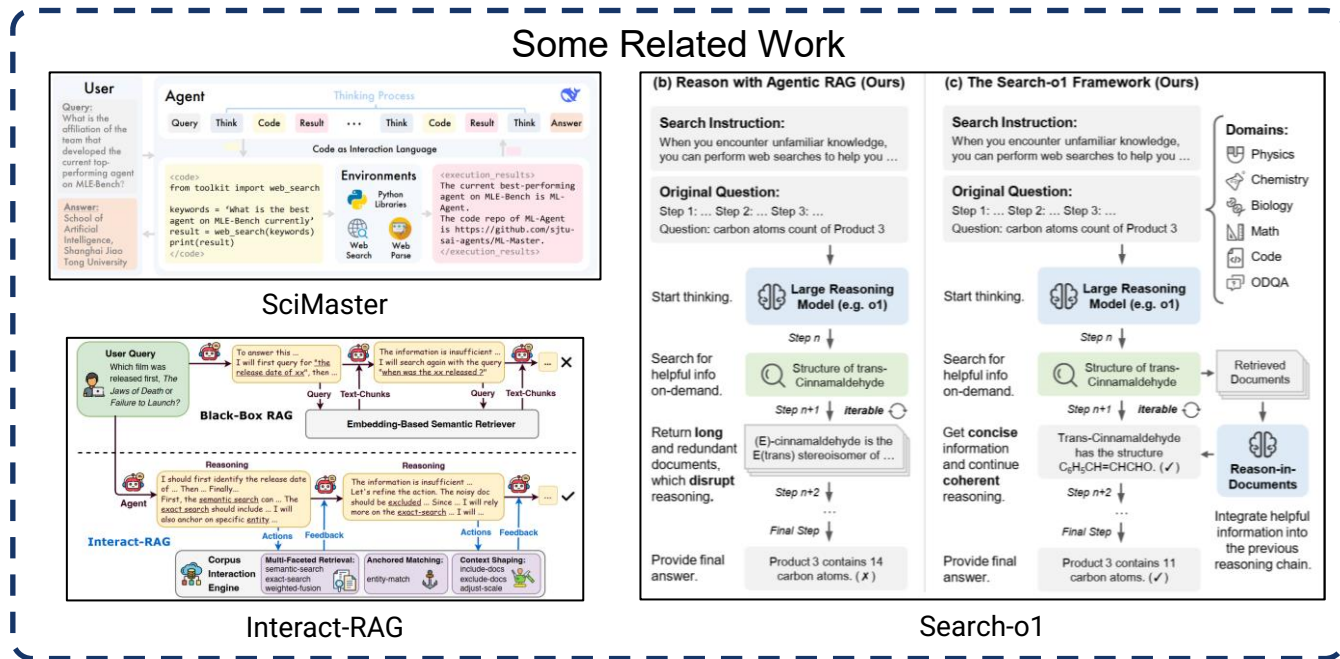 Some Related Work
User
Query:
What is the
affiliation of the
team that
developed the
current top-
performing agent
on MLE-Bench?
Answer:
School of
Artificial
Intelligence,
Shanghai Jiao
Tong University
Agent
Thinking Process
Query Think Code Result ... Think Code Result Think Answer
Code as Interaction Language
<code>
from toolkit import web_search
keywords = 'What is the best
agent on MLE-Bench currently'
result = web_search(keywords)
print(result)
</code>
Environments
Python
Libraries
Web
Search
Web
Parse
<execution_results>
The current best-performing
agent on MLE-Bench is ML-
Agent.
The code repo of ML-Agent
is https://github.com/sjtu-
sai-agents/ML-Master.
</execution_results>
SciMaster
User Query
Which film was
released first, The
Jaws of Death or
Failure to Launch?
To answer this ...
I will first query for "the
release date of xx", then ...
The information is insufficient ...
I will search again with the query
"when was the xx released ?"
...
Query Text-Chunks Query Text-Chunks
Black-Box RAG
Embedding-Based Semantic Retriever
Agent
Reasoning
I should first identify the release date
of ... Then ... Finally...
First, the semantic search can ... The
exact search should include ... I will
also anchor on specific entity ...
Reasoning
The information is insufficient ...
Let's refine the action. The noisy doc
should be excluded ... Since ... I will rely
more on the exact-search ... I will ...
...
Interact-RAG
Actions Feedback Actions Feedback
Corpus
Interaction
Engine
Multi-Faceted Retrieval:
semantic-search
exact-search
weighted-fusion
Anchored Matching:
entity-match
Context Shaping:
include-docs
exclude-docs
adjust-scale
Interact-RAG
(b) Reason with Agentic RAG (Ours)
Search Instruction:
When you encounter unfamiliar knowledge,
you can perform web searches to help you ...
Original Question:
Step 1: ... Step 2: ... Step 3: ...
Question: carbon atoms count of Product 3
Start thinking.
Large Reasoning
Model (e.g. o1)
Step n
Search for
helpful info
on-demand.
Structure of trans-
Cinnamaldehyde
Step n+1 iterable
Return long
and redundant
documents,
which disrupt
reasoning.
(E)-cinnamaldehyde is the
E(trans) stereoisomer of ...
Step n+2
...
Final Step
Provide final
answer.
Product 3 contains 14
carbon atoms. (✗)
(c) The Search-o1 Framework (Ours)
Search Instruction:
When you encounter unfamiliar knowledge,
you can perform web searches to help you ...
Original Question:
Step 1: ... Step 2: ... Step 3: ...
Question: carbon atoms count of Product 3
Start thinking.
Large Reasoning
Model (e.g. o1)
Step n
Search for
helpful info
on-demand.
Structure of trans-
Cinnamaldehyde
Step n+1 iterable
Get concise
information
and continue
coherent
reasoning.
Trans-Cinnamaldehyde
has the structure
C₆H₅CH=CHCHO. (✓)
Step n+2
...
Final Step
Provide final
answer.
Product 3 contains 11
carbon atoms. (✓)
Domains:
Physics
Chemistry
Biology
Math
Code
ODQA
Retrieved
Documents
Reason-in-
Documents
Integrate helpful
information into
the previous
reasoning chain.
Search-o1